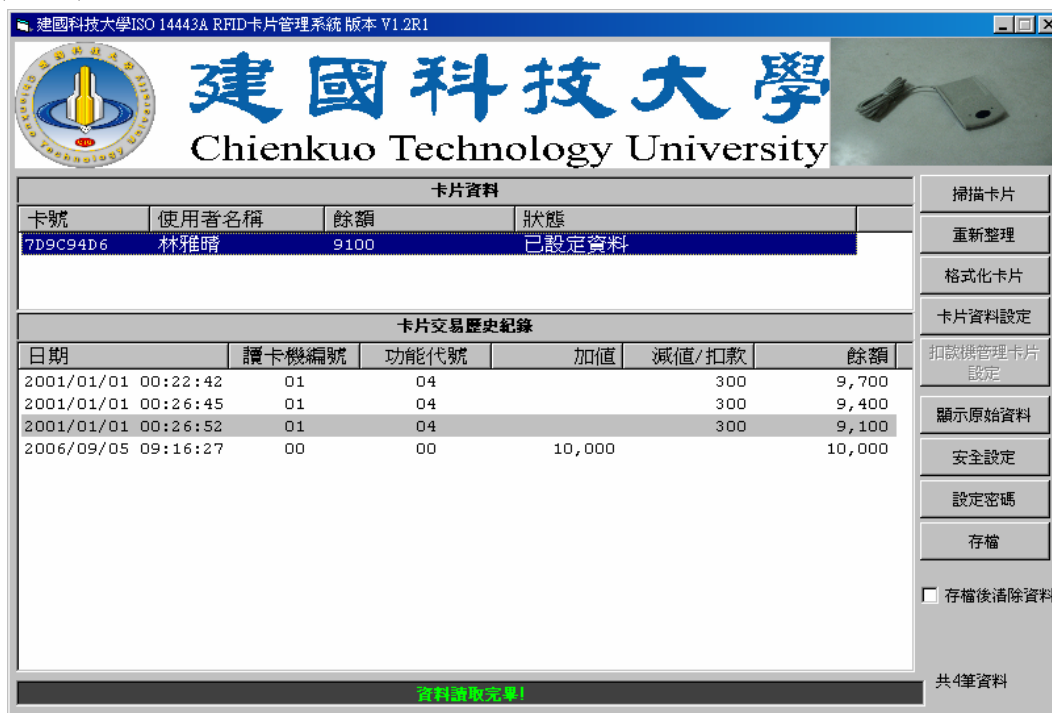 建國科技大學ISO 14443A RFID卡片管理系統 版本 V1.2R1
建國科技大學
Chienkuo Technology University
卡片資料
卡號 使用者名稱 餘額 狀態
7D9C94D6 林雅晴 9100 已設定資料
卡片交易歷史紀錄
日期 讀卡機編號 功能代號 加值 減值/扣款 餘額
2001/01/01 00:22:42 01 04 300 9,700
2001/01/01 00:26:45 01 04 300 9,400
2001/01/01 00:26:52 01 04 300 9,100
2006/09/05 09:16:27 00 00 10,000 10,000
資料讀取完畢!
掃描卡片
重新整理
格式化卡片
卡片資料設定
扣款機管理卡片
設定
顯示原始資料
安全設定
設定密碼
存檔
存檔後清除資料
共4筆資料